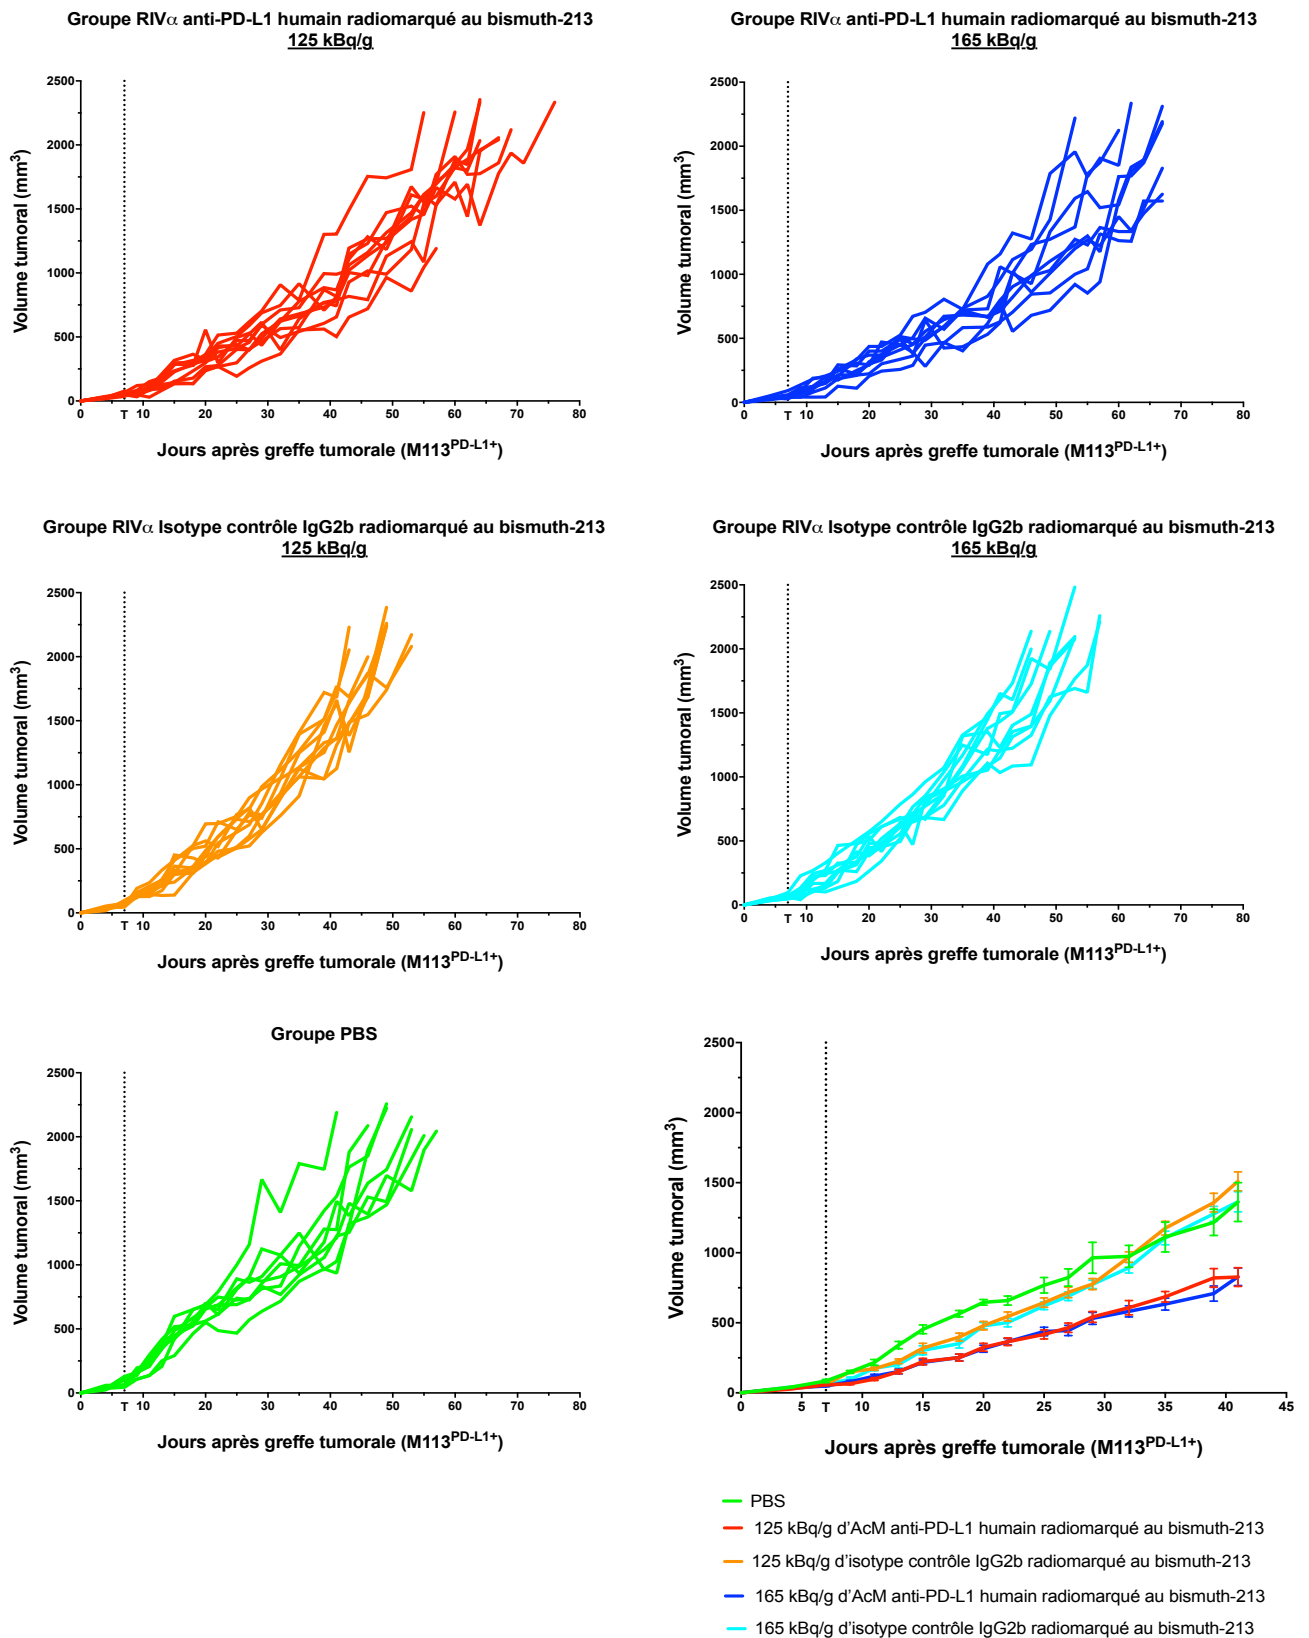 Groupe RIVα anti-PD-L1 humain radiomarqué au bismuth-213
125 kBq/g
2500
2000
1500
1000
500
0
Volume tumoral (mm³)
0 T 10 20 30 40 50 60 70 80
Jours après greffe tumorale (M113PD-L1+)
Groupe RIVα anti-PD-L1 humain radiomarqué au bismuth-213
165 kBq/g
2500
2000
1500
1000
500
0
Volume tumoral (mm³)
0 T 10 20 30 40 50 60 70 80
Jours après greffe tumorale (M113PD-L1+)
Groupe RIVα Isotype contrôle IgG2b radiomarqué au bismuth-213
125 kBq/g
2500
2000
1500
1000
500
0
Volume tumoral (mm³)
0 T 10 20 30 40 50 60 70 80
Jours après greffe tumorale (M113PD-L1+)
Groupe RIVα Isotype contrôle IgG2b radiomarqué au bismuth-213
165 kBq/g
2500
2000
1500
1000
500
0
Volume tumoral (mm³)
0 T 10 20 30 40 50 60 70 80
Jours après greffe tumorale (M113PD-L1+)
Groupe PBS
2500
2000
1500
1000
500
0
Volume tumoral (mm³)
0 T 10 20 30 40 50 60 70 80
Jours après greffe tumorale (M113PD-L1+)
2500
2000
1500
1000
500
0
Volume tumoral (mm³)
0 5 T 10 15 20 25 30 35 40 45
Jours après greffe tumorale (M113PD-L1+)
PBS
125 kBq/g d'AcM anti-PD-L1 humain radiomarqué au bismuth-213
125 kBq/g d'isotype contrôle IgG2b radiomarqué au bismuth-213
165 kBq/g d'AcM anti-PD-L1 humain radiomarqué au bismuth-213
165 kBq/g d'isotype contrôle IgG2b radiomarqué au bismuth-213